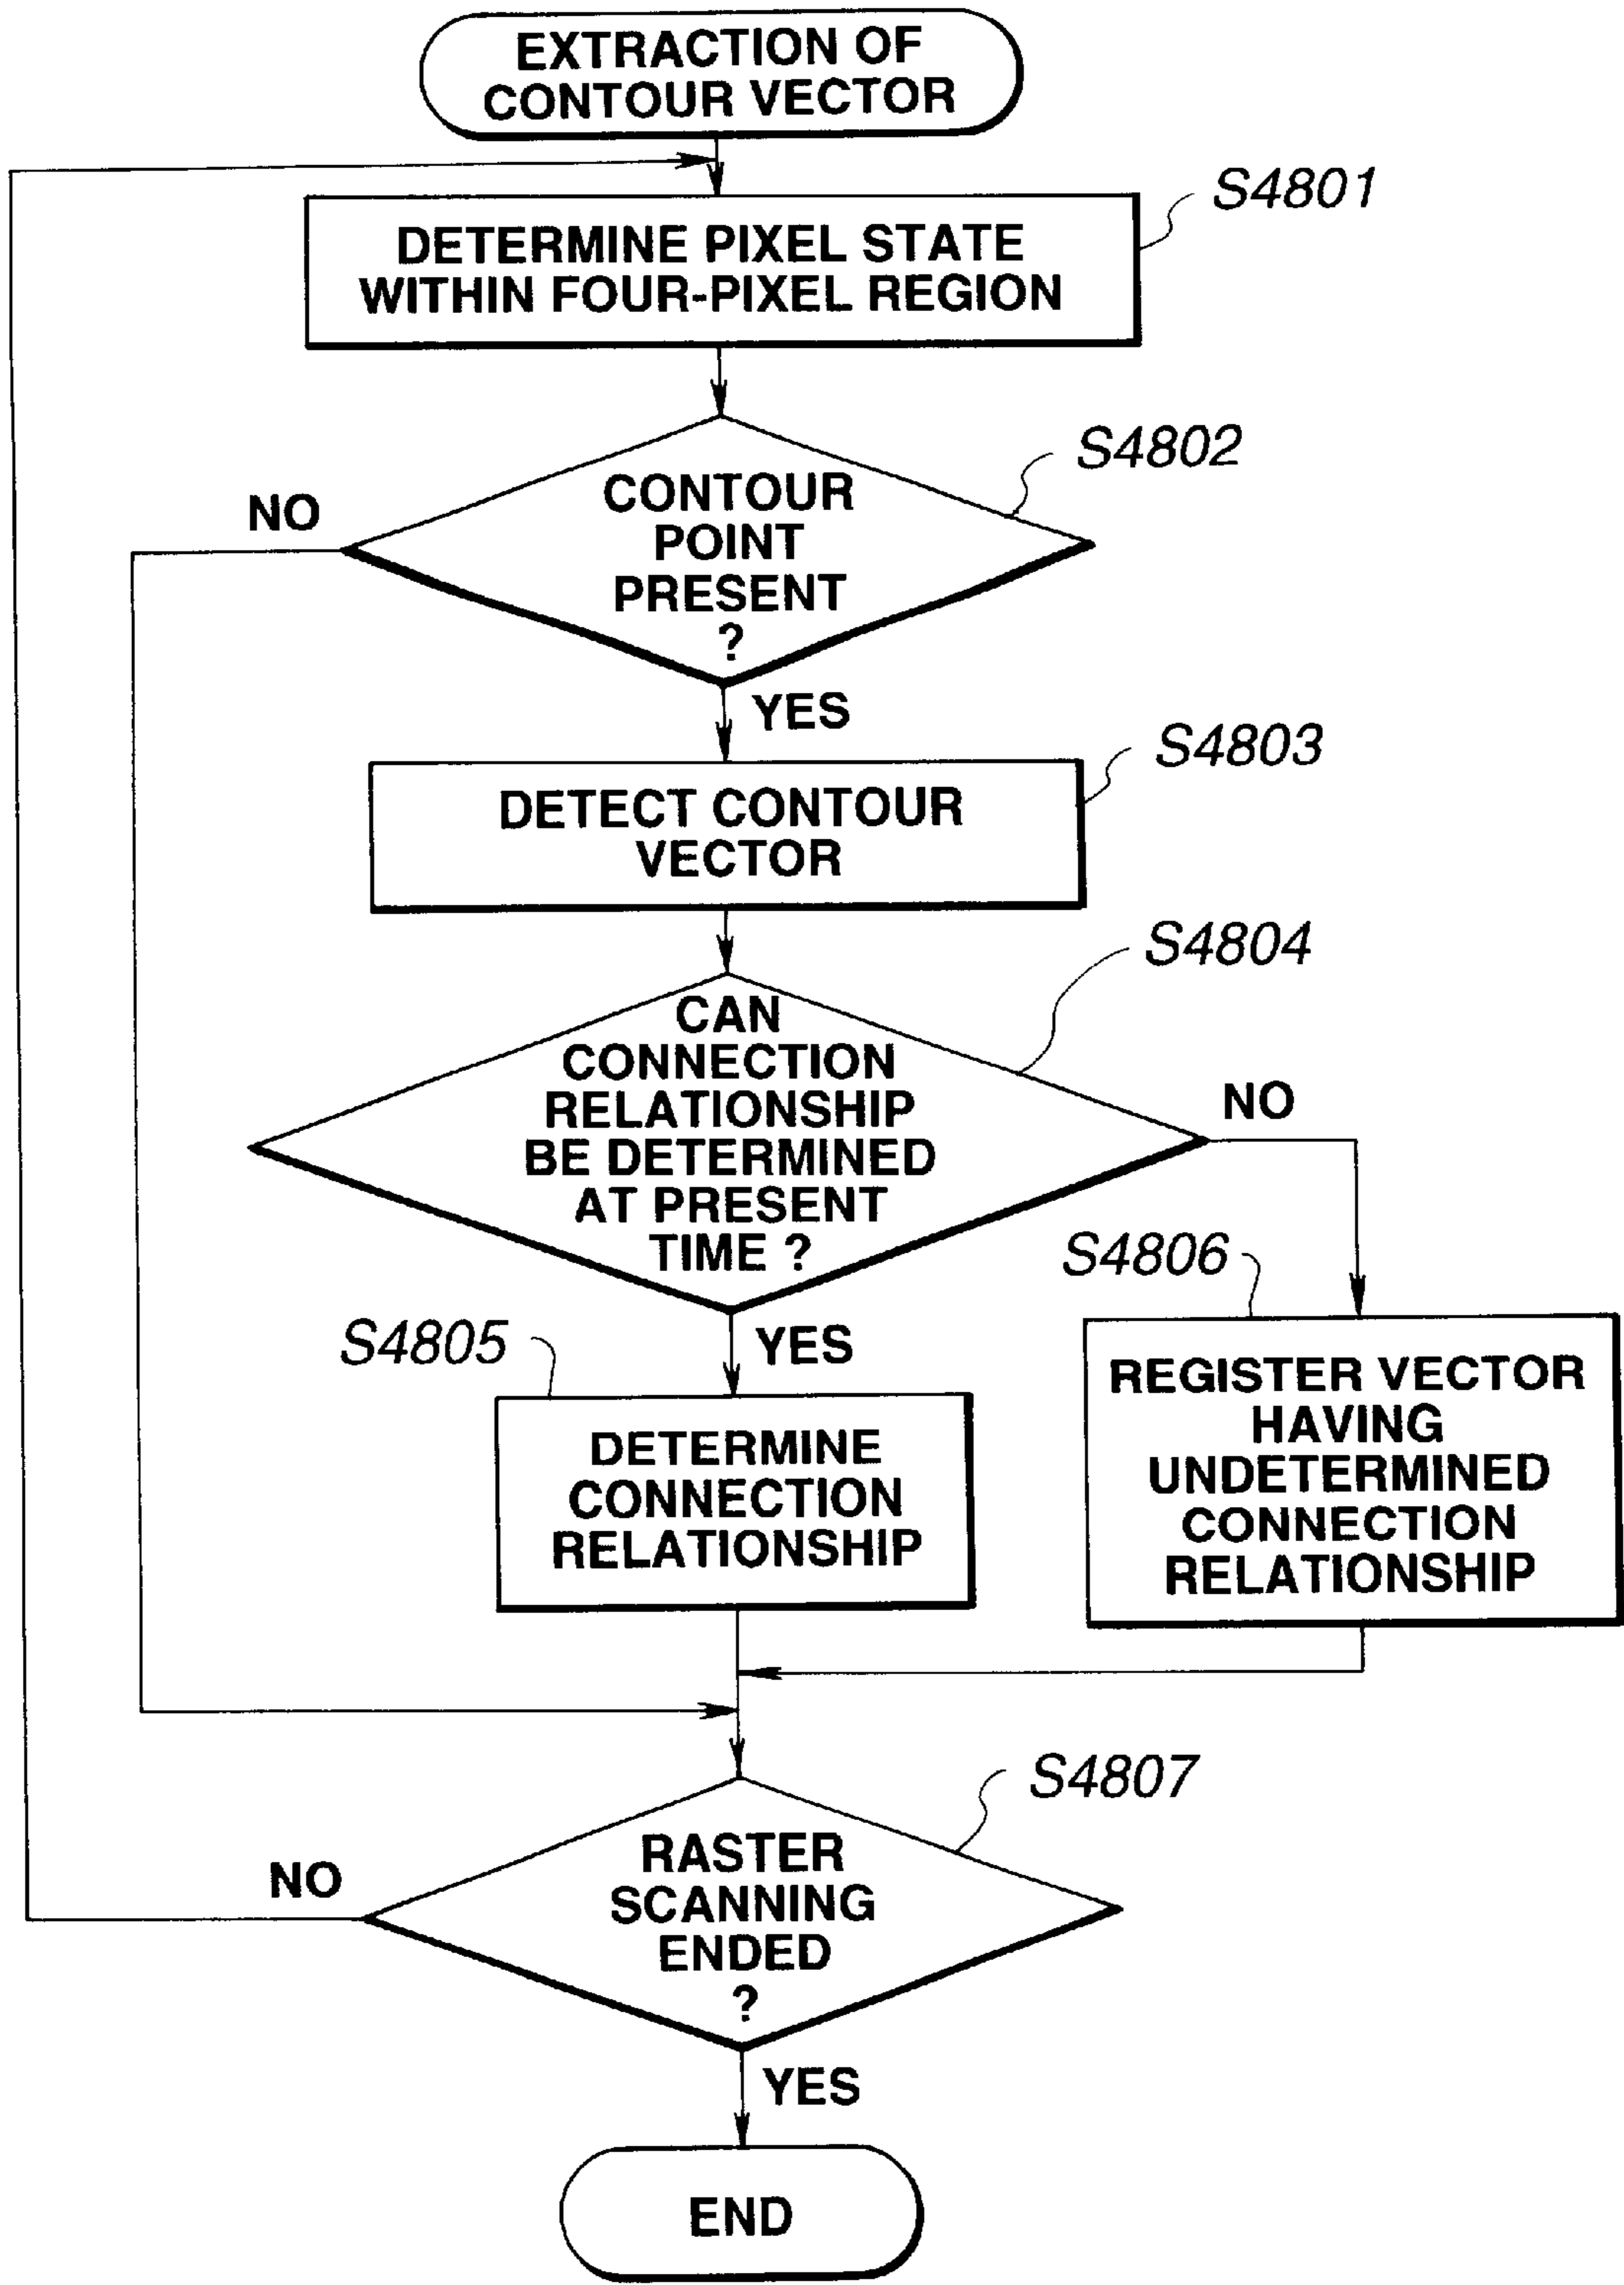 EXTRACTION OF
CONTOUR VECTOR
S4801
DETERMINE PIXEL STATE
WITHIN FOUR-PIXEL REGION
S4802
NO
CONTOUR
POINT
PRESENT
?
YES
S4803
DETECT CONTOUR
VECTOR
S4804
CAN
CONNECTION
RELATIONSHIP
BE DETERMINED
AT PRESENT
TIME ?
NO
S4806
S4805
YES
REGISTER VECTOR
HAVING
UNDETERMINED
CONNECTION
RELATIONSHIP
DETERMINE
CONNECTION
RELATIONSHIP
S4807
NO
RASTER
SCANNING
ENDED
?
YES
END